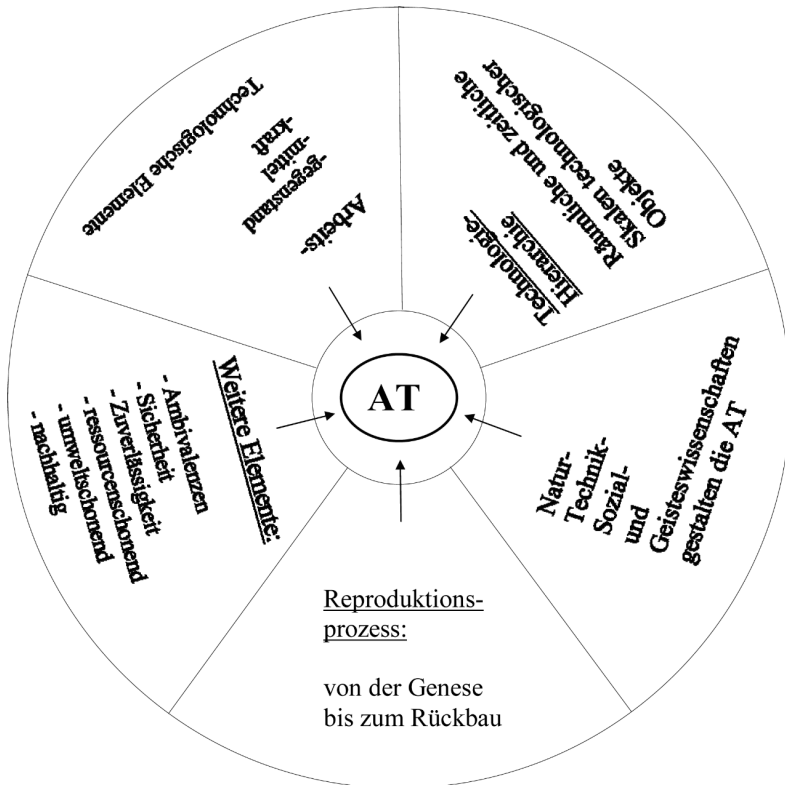 Technologische Elemente
Arbeits-
-gegenstand
-mittel
-kraft
Technologie-
Hierarchie
Räumliche und zeitliche
Skalen technologischer
Objekte
AT
Natur-
Technik-
Sozial-
und
Geisteswissenschaften
gestalten die AT
Weitere Elemente:
- Ambivalenzen
- Sicherheit
- Zuverlässigkeit
- ressourcenschonend
- umweltschonend
- nachhaltig
Reproduktions-
prozess:
von der Genese
bis zum Rückbau